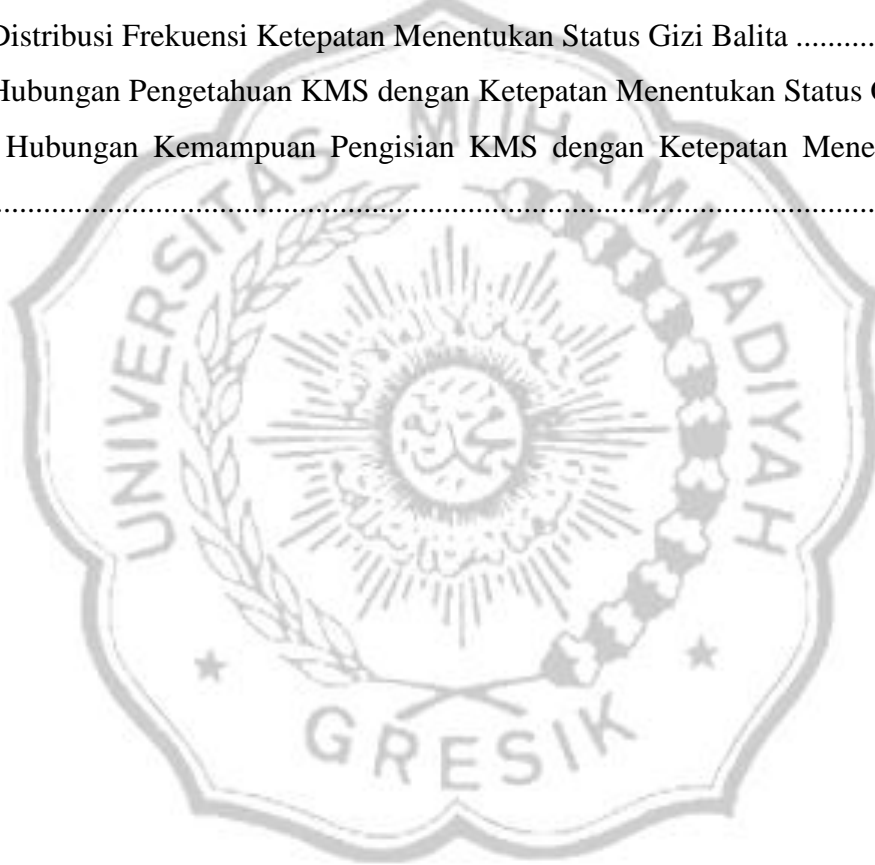 Distribusi Frekuensi Ketepatan Menentukan Status Gizi Balita ..........
Hubungan Pengetahuan KMS dengan Ketepatan Menentukan Status
Hubungan Kemampuan Pengisian KMS dengan Ketepatan Mene
..........................................................................................................
UNIVERSITAS MUHAMMADIYAH
GRESIK